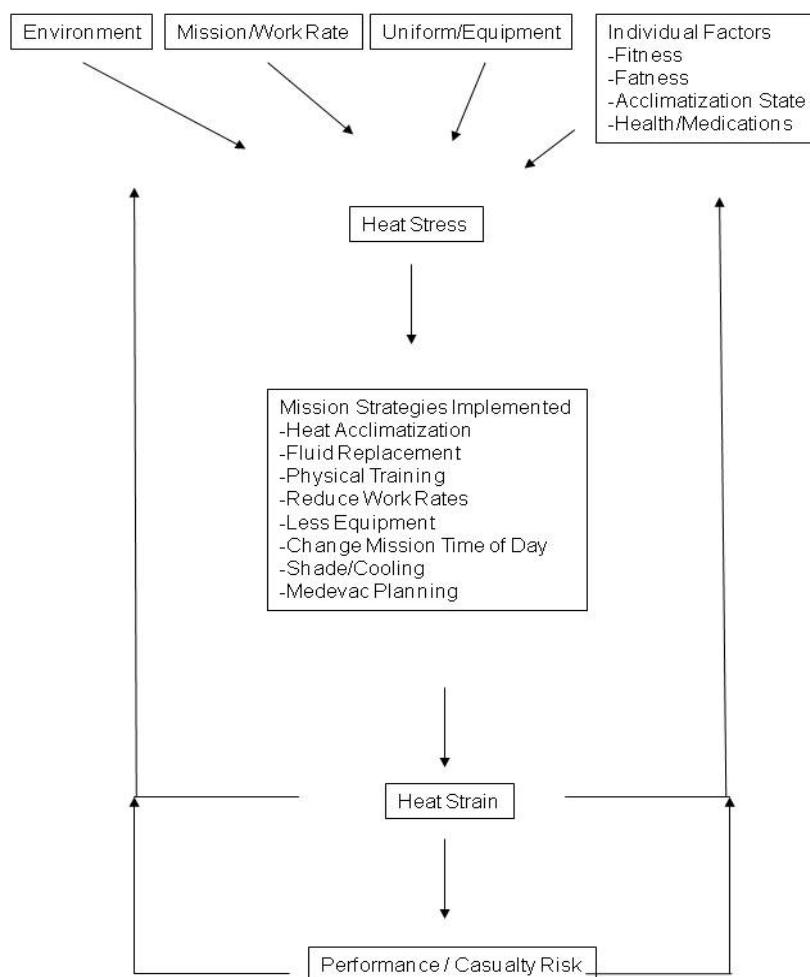 Environment
Mission/Work Rate
Uniform/Equipment
Individual Factors
-Fitness
-Fatness
-Acclimatization State
-Health/Medications
Heat Stress
Mission Strategies Implemented
-Heat Acclimatization
-Fluid Replacement
-Physical Training
-Reduce Work Rates
-Less Equipment
-Change Mission Time of Day
-Shade/Cooling
-Medevac Planning
Heat Strain
Performance / Casualty Risk